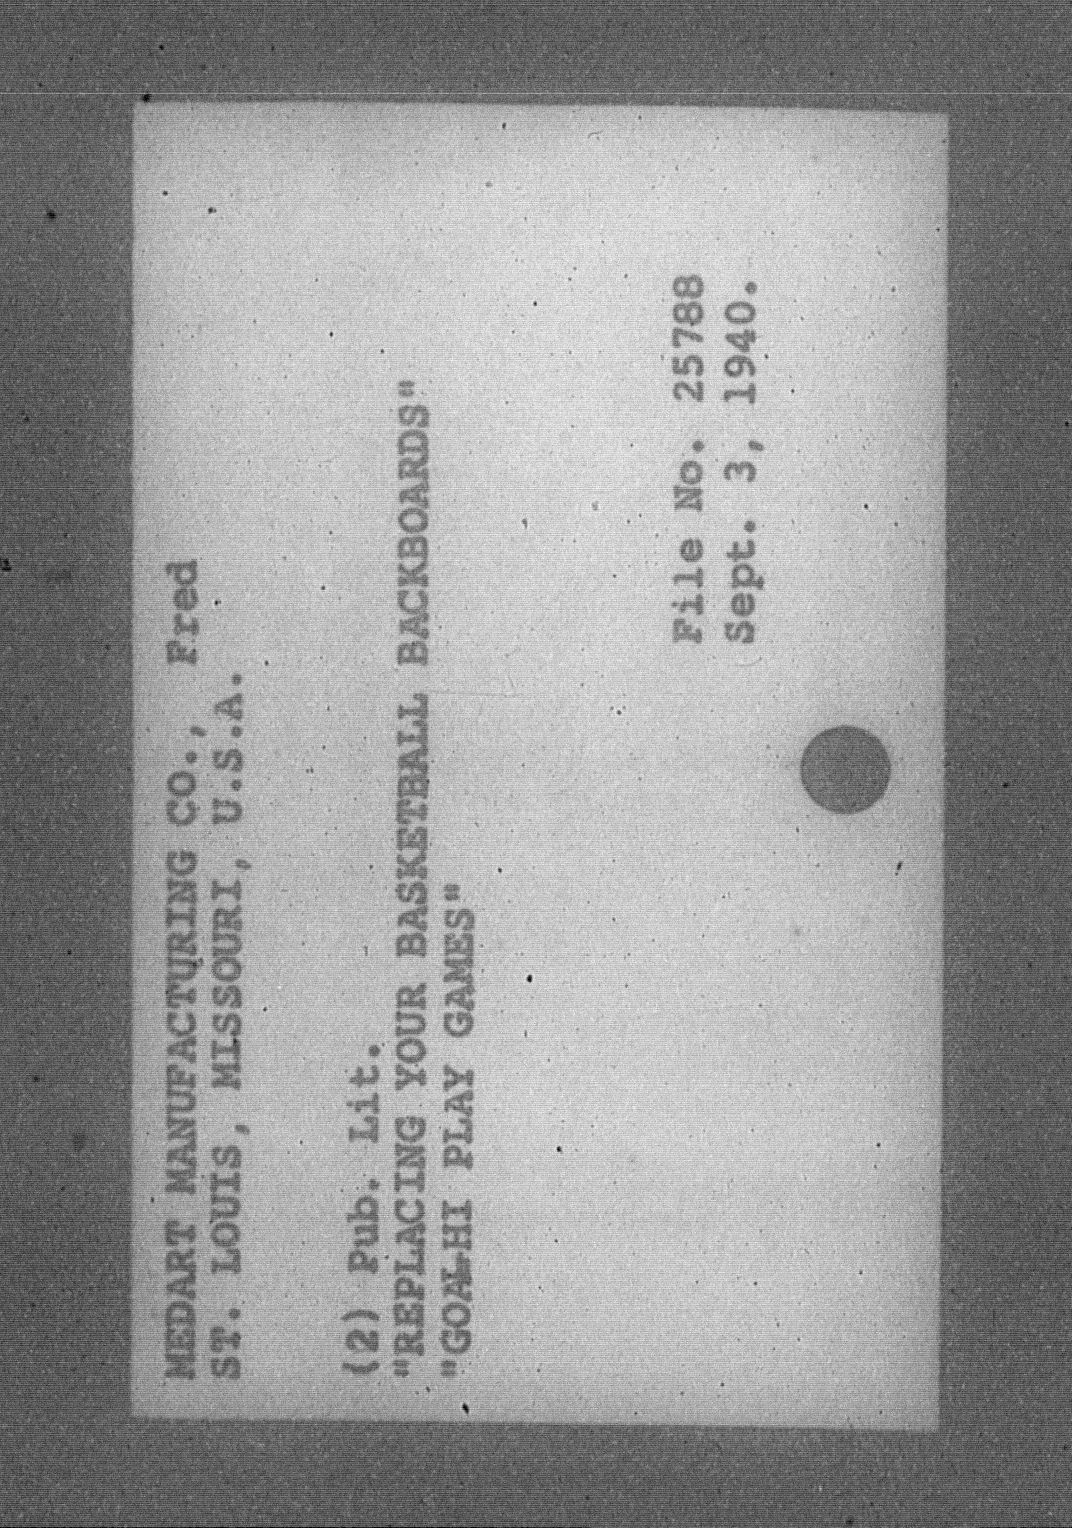 MEDART MANUFACTURING CO., Fred
ST. LOUIS, MISSOURI, U.S.A.
(2) Pub. Lit.
"REPLACING YOUR BASKETBALL BACKBOARDS"
"GOAL-HI PLAY GAMES"
File No. 25788
Sept. 3, 1940.